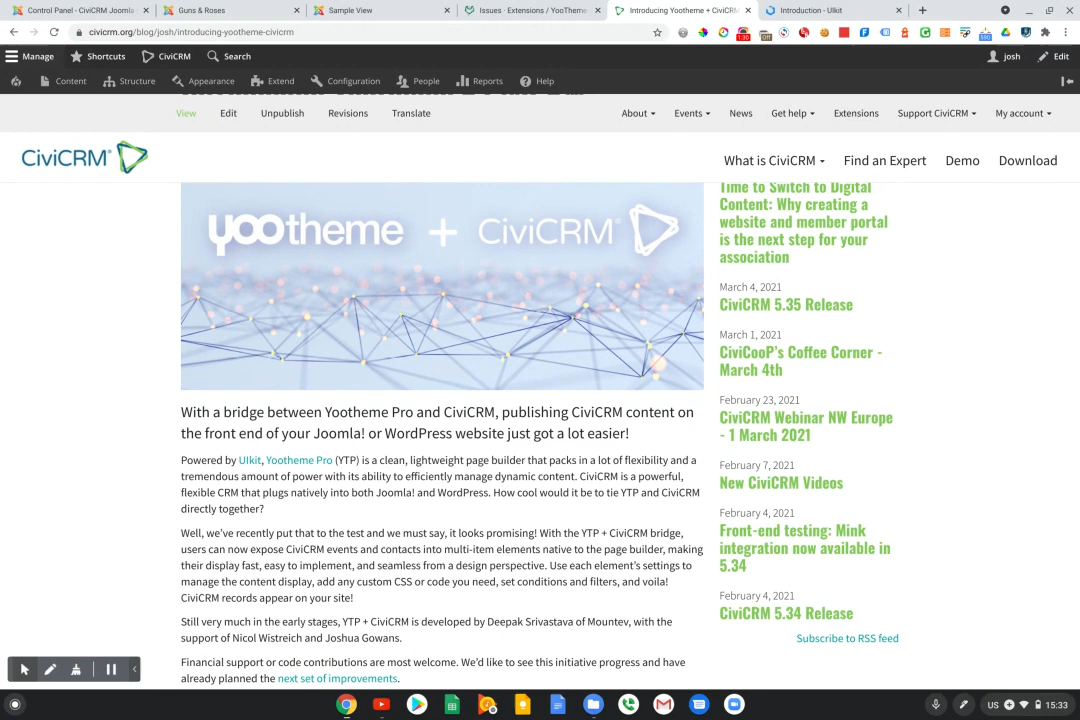 Control Panel - CiviCRM Joomla
Guns & Roses
Sample View
Issues · Extensions / YooTheme
Introducing Yootheme + CiviCRM
Introduction - UIkit
civicrm.org/blog/josh/introducing-yootheme-civicrm
Manage
Shortcuts
CiviCRM
Search
josh
Edit
Content
Structure
Appearance
Extend
Configuration
People
Reports
Help
View
Edit
Unpublish
Revisions
Translate
About
Events
News
Get help
Extensions
Support CiviCRM
My account
CiviCRM
What is CiviCRM
Find an Expert
Demo
Download
yootheme + CiviCRM
With a bridge between Yootheme Pro and CiviCRM, publishing CiviCRM content on
the front end of your Joomla! or WordPress website just got a lot easier!
Powered by UIkit, Yootheme Pro (YTP) is a clean, lightweight page builder that packs in a lot of flexibility and a
tremendous amount of power with its ability to efficiently manage dynamic content. CiviCRM is a powerful,
flexible CRM that plugs natively into both Joomla! and WordPress. How cool would it be to tie YTP and CiviCRM
directly together?
Well, we've recently put that to the test and we must say, it looks promising! With the YTP + CiviCRM bridge,
users can now expose CiviCRM events and contacts into multi-item elements native to the page builder, making
their display fast, easy to implement, and seamless from a design perspective. Use each element's settings to
manage the content display, add any custom CSS or code you need, set conditions and filters, and voila!
CiviCRM records appear on your site!
Still very much in the early stages, YTP + CiviCRM is developed by Deepak Srivastava of Mountev, with the
support of Nicol Wistreich and Joshua Gowans.
Financial support or code contributions are most welcome. We'd like to see this initiative progress and have
already planned the next set of improvements.
Time to Switch to Digital
Content: Why creating a
website and member portal
is the next step for your
association
March 4, 2021
CiviCRM 5.35 Release
March 1, 2021
CiviCooP's Coffee Corner -
March 4th
February 23, 2021
CiviCRM Webinar NW Europe
- 1 March 2021
February 7, 2021
New CiviCRM Videos
February 4, 2021
Front-end testing: Mink
integration now available in
5.34
February 4, 2021
CiviCRM 5.34 Release
Subscribe to RSS feed
US
15:33